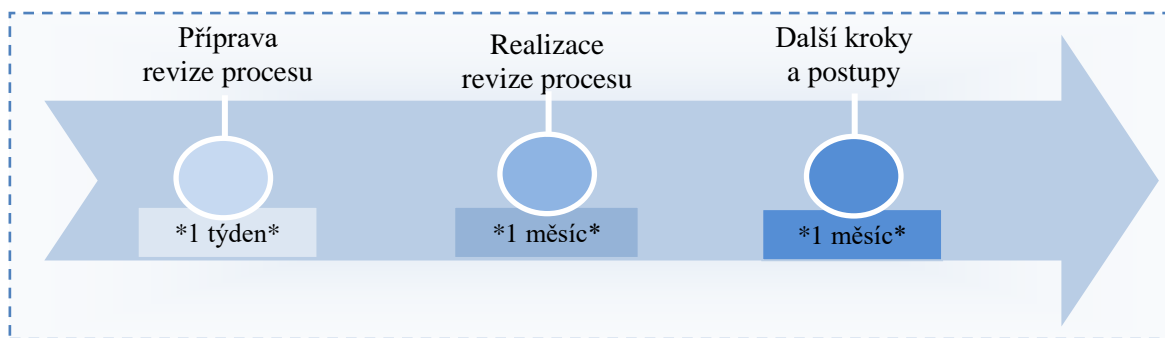 Příprava
revize procesu
Realizace
revize procesu
Další kroky
a postupy
*1 týden*
*1 měsíc*
*1 měsíc*